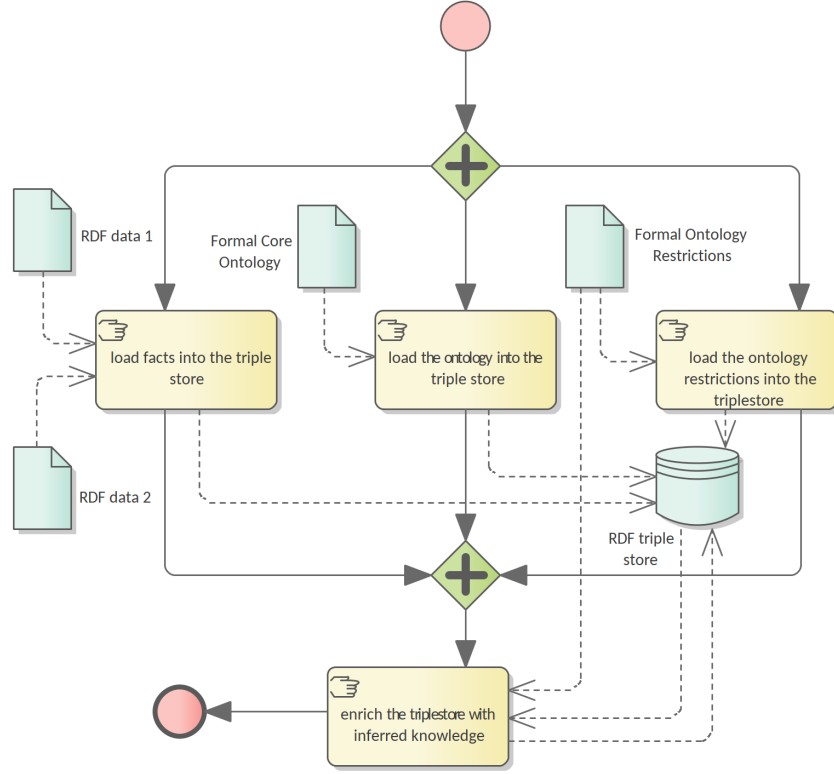 RDF data 1
Formal Core
Ontology
Formal Ontology
Restrictions
load facts into the triple
store
load the ontology into the
triple store
load the ontology
restrictions into the
triplestore
RDF data 2
RDF triple
store
enrich the triplestore with
inferred knowledge